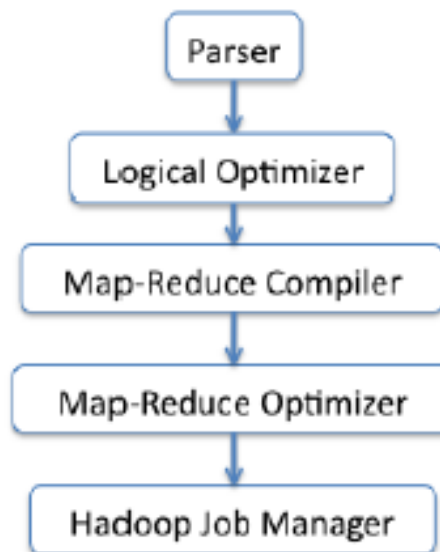 Parser
Logical Optimizer
Map-Reduce Compiler
Map-Reduce Optimizer
Hadoop Job Manager